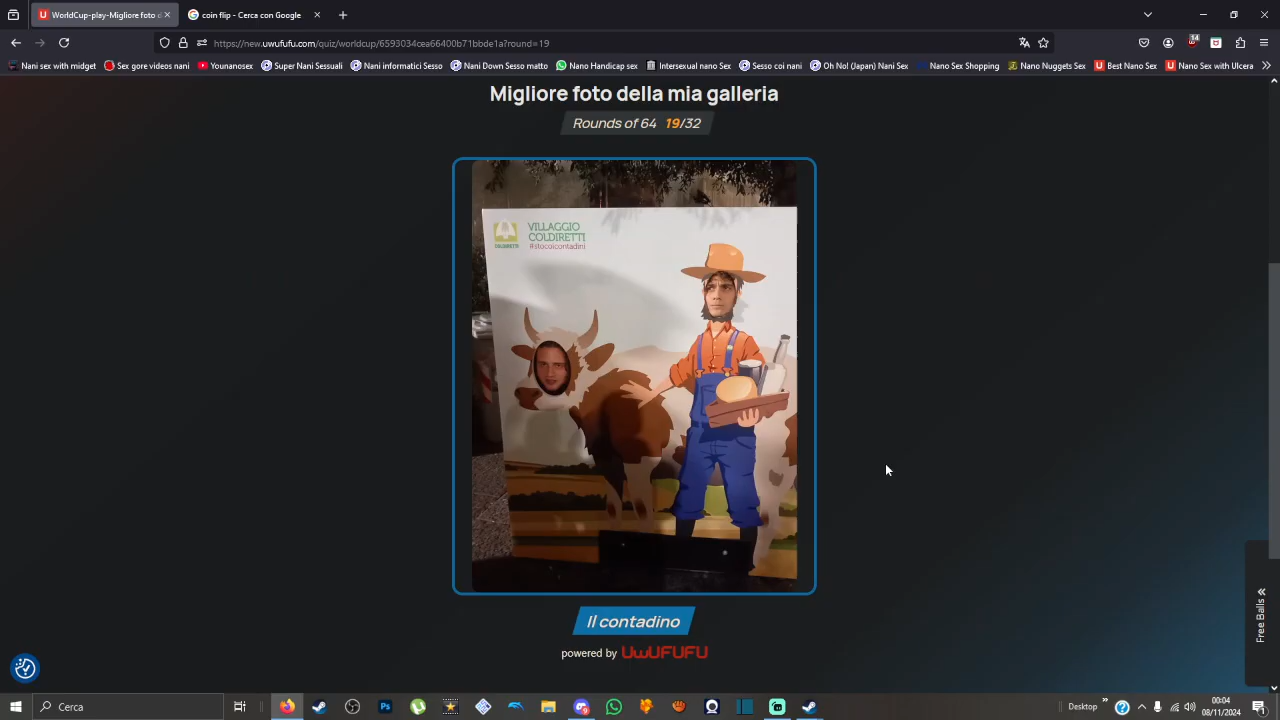 WorldCup-play-Migliore foto d
coin flip - Cerca con Google
https://new.uwufufu.com/quiz/worldcup/6593034cea66400b71bbde1a?round=19
14
Nani sex with midget
Sex gore videos nani
Younanosex
Super Nani Sessuali
Nani informatici Sesso
Nani Down Sesso matto
Nano Handicap sex
Intersexual nano Sex
Sesso coi nani
Oh No! (Japan) Nani Sex
Nano Sex Shopping
Nano Nuggets Sex
Best Nano Sex
Nano Sex with Ulcera
Migliore foto della mia galleria
Rounds of 64 19/32
VILLAGGIO
COLDIRETTI
#stocoicontadini
COLDIRETTI
Il contadino
powered by UWUFUFU
Free Balls
Cerca
Desktop
00:04
08/11/2024